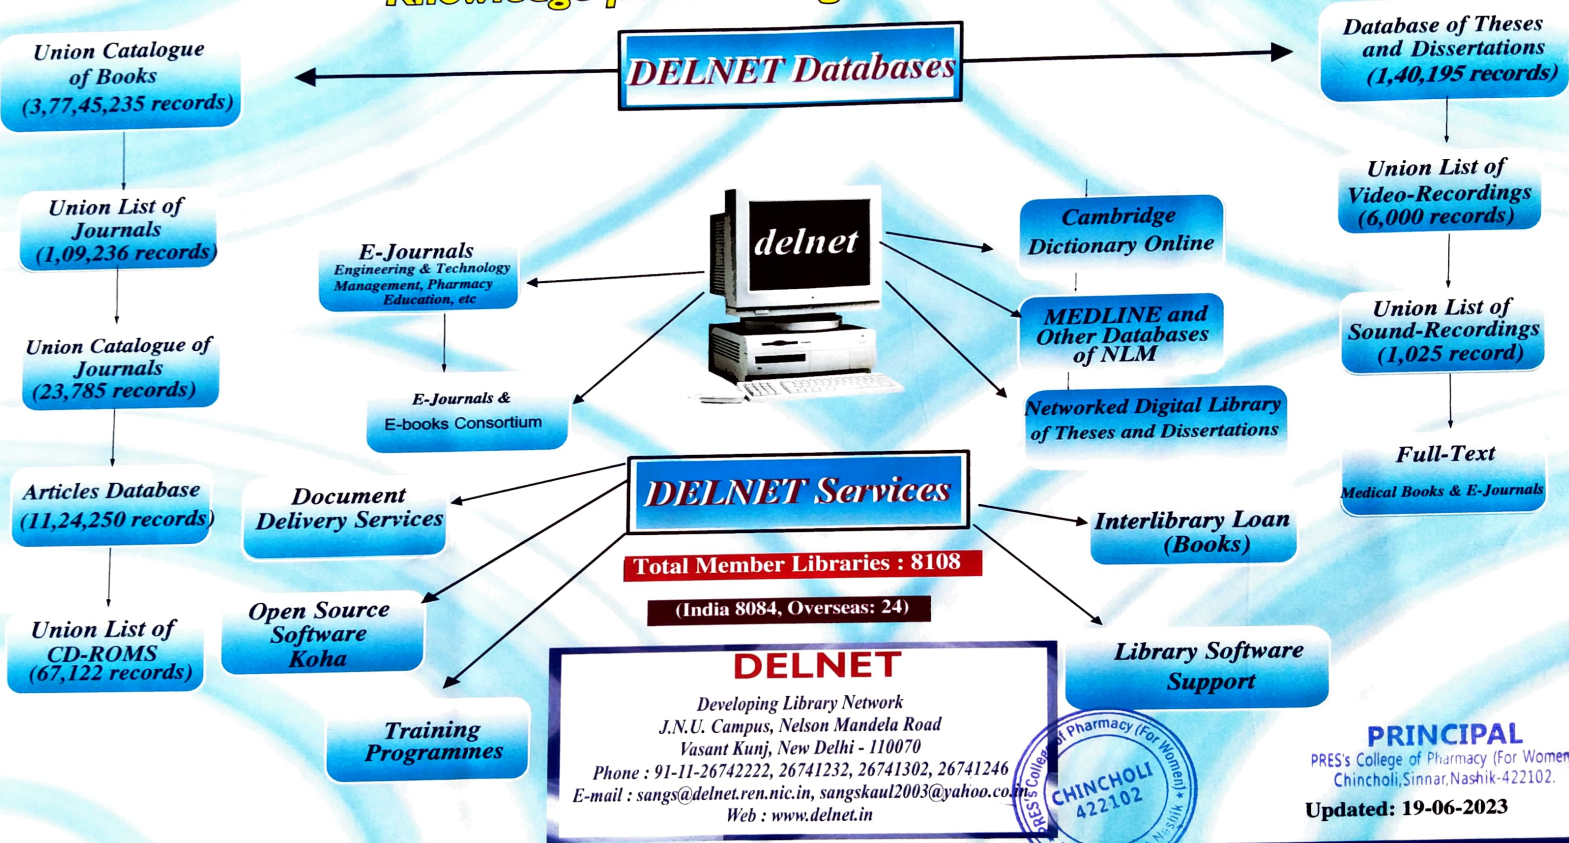 DELNET Databases
Union Catalogue
of Books
(3,77,45,235 records)
Union List of
Journals
(1,09,236 records)
Union Catalogue of
Journals
(23,785 records)
Articles Database
(11,24,250 records)
Union List of
CD-ROMS
(67,122 records)
Database of Theses
and Dissertations
(1,40,195 records)
Union List of
Video-Recordings
(6,000 records)
Union List of
Sound-Recordings
(1,025 record)
Full-Text
Medical Books & E-Journals
delnet
E-Journals
Engineering & Technology
Management, Pharmacy
Education, etc
E-Journals &
E-books Consortium
Cambridge
Dictionary Online
MEDLINE and
Other Databases
of NLM
Networked Digital Library
of Theses and Dissertations
DELNET Services
Document
Delivery Services
Open Source
Software
Koha
Training
Programmes
Interlibrary Loan
(Books)
Library Software
Support
Total Member Libraries : 8108
(India 8084, Overseas: 24)
DELNET
Developing Library Network
J.N.U. Campus, Nelson Mandela Road
Vasant Kunj, New Delhi - 110070
Phone : 91-11-26742222, 26741232, 26741302, 26741246
E-mail : sangs@delnet.ren.nic.in, sangskaul2003@yahoo.co.in
Web : www.delnet.in
PRES's College of Pharmacy (For Women)
Nashik
CHINCHOLI
422102
PRINCIPAL
PRES's College of Pharmacy (For Women
Chincholi,Sinnar,Nashik-422102.
Updated: 19-06-2023